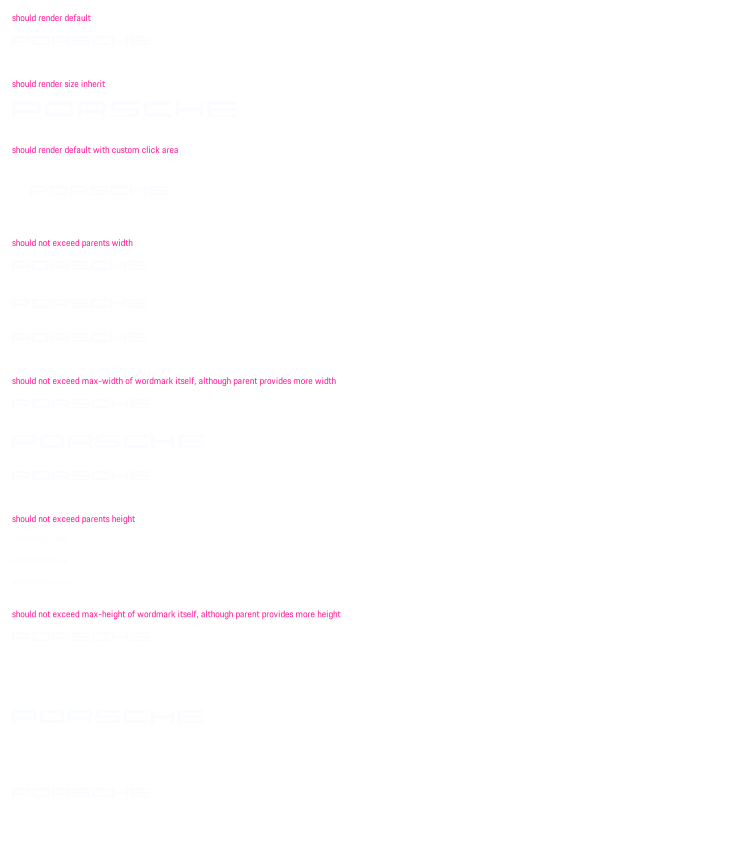 should render default
PORSCHE
should render size inherit
PORSCHE
should render default with custom click area
PORSCHE
should not exceed parents width
PORSCHE
PORSCHE
PORSCHE
should not exceed max-width of wordmark itself, although parent provides more width
PORSCHE
PORSCHE
PORSCHE
should not exceed parents height
should not exceed max-height of wordmark itself, although parent provides more height
PORSCHE
PORSCHE
PORSCHE